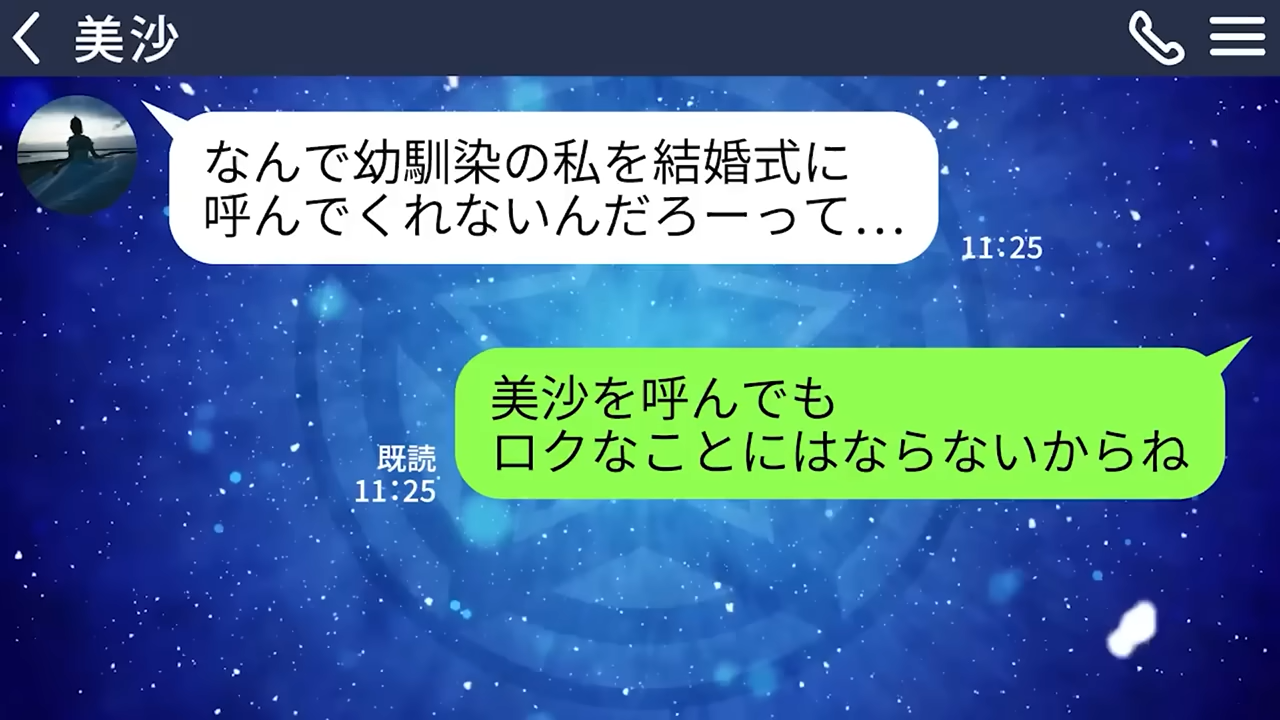 美沙
なんで幼馴染の私を結婚式に
呼んでくれないんだろーって…
11:25
美沙を呼んでも
ロクなことにはならないからね
既読
11:25